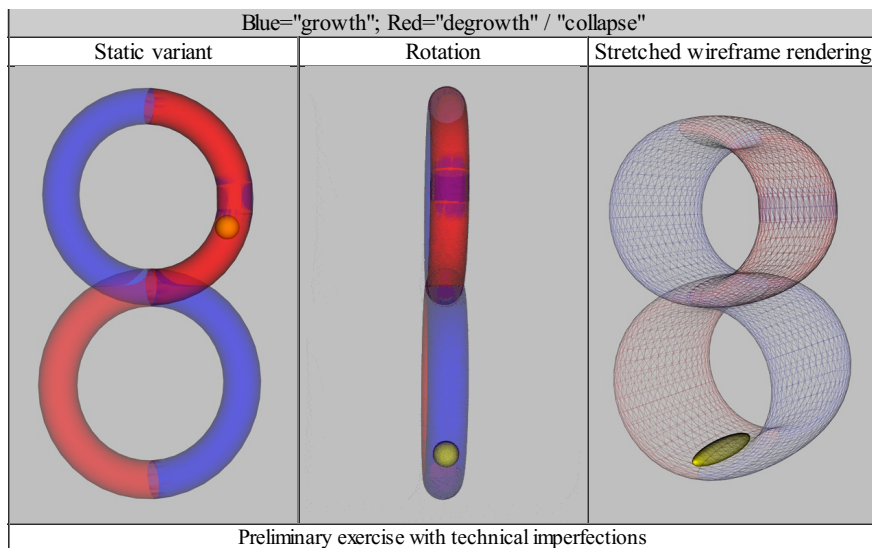 Blue="growth"; Red="degrowth" / "collapse"
Static variant
Rotation
Stretched wireframe rendering
Preliminary exercise with technical imperfections